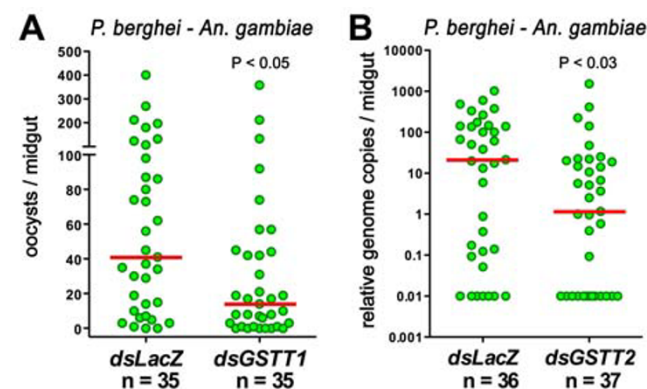 A
P. berghei - An. gambiae
P < 0.05
oocysts / midgut
500
400
300
200
100
80
60
40
20
0
dsLacZ
dsGSTT1
n = 35
n = 35
B
P. berghei - An. gambiae
P < 0.03
relative genome copies / midgut
10000
1000
100
10
1
0.1
0.01
0.001
dsLacZ
dsGSTT2
n = 36
n = 37